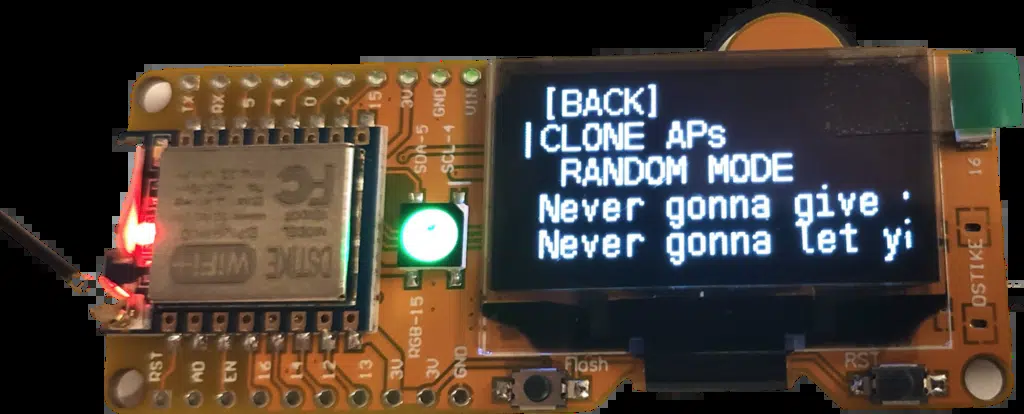 TX
RX
5
4
0
2
15
3V
GND
VIN
SDA-5
SCL-4
[BACK]
CLONE APs
RANDOM MODE
Never gonna give
Never gonna let
16
DSTIKE
FC
DSTIKE
WiFi
RGB-15
RST
AD
EN
16
14
12
13
3V
3V
GND
Flash
RST